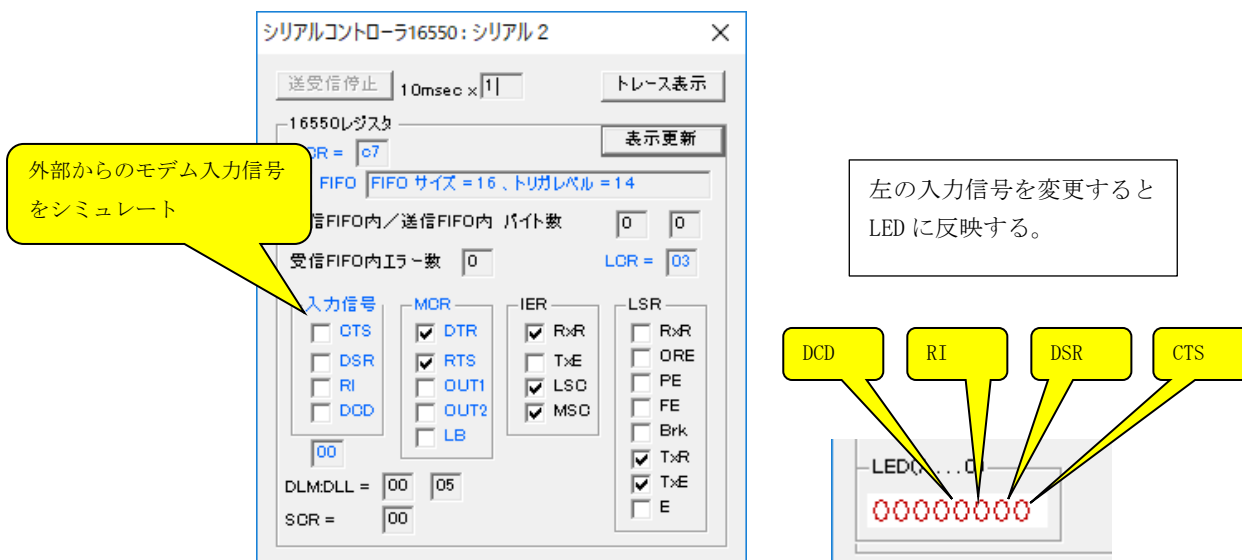 シリアルコントローラ16550 : シリアル 2
送受信停止 10msec x 1 トレース表示
16550レジスタ
表示更新
CR = c7
FIFO FIFO サイズ =16 、トリガレベル =14
信FIFO内／送信FIFO内 バイト数 0 0
受信FIFO内エラー数 0 LCR = 03
外部からのモデム入力信号
をシミュレート
入力信号 MCR IER LSR
CTS DTR RxR RxR
DSR RTS TxE ORE
RI OUT1 LSC PE
DCD OUT2 MSC FE
LB Brk
00 TxR
DLM:DLL = 00 05 TxE
SCR = 00 E
左の入力信号を変更すると
LED に反映する。
DCD RI DSR CTS
LED(
00000000